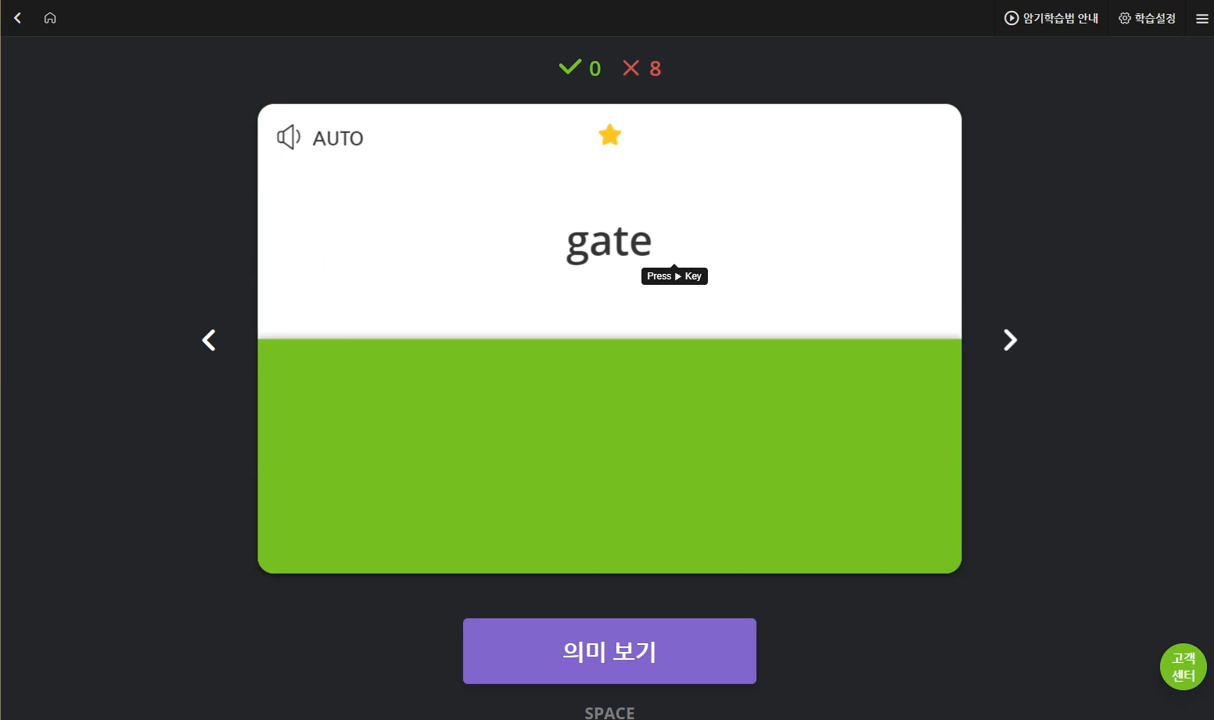 암기학습법 안내
학습설정
0
8
AUTO
gate
Press ▶ Key
의미 보기
고객
센터
SPACE